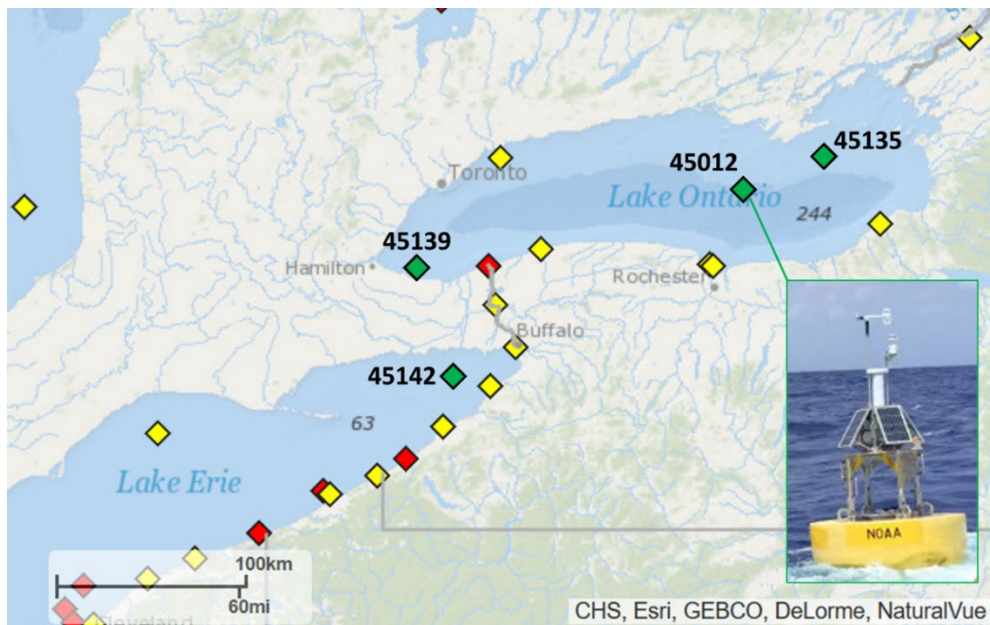 45135
45012
Toronto
Lake Ontario
244
45139
Hamilton
Rochester
Buffalo
45142
63
Lake Erie
NOAA
100km
60mi
Cleveland
CHS, Esri, GEBCO, DeLorme, NaturalVue